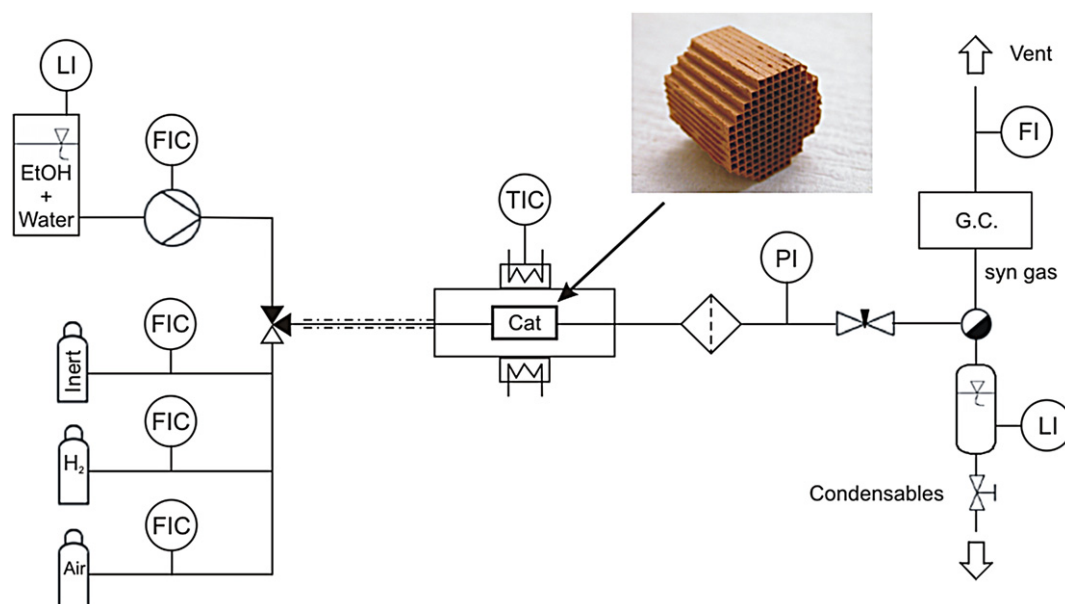 LI
EtOH
+
Water
FIC
FIC
Inert
FIC
H₂
FIC
Air
TIC
Cat
PI
Vent
FI
G.C.
syn gas
LI
Condensables